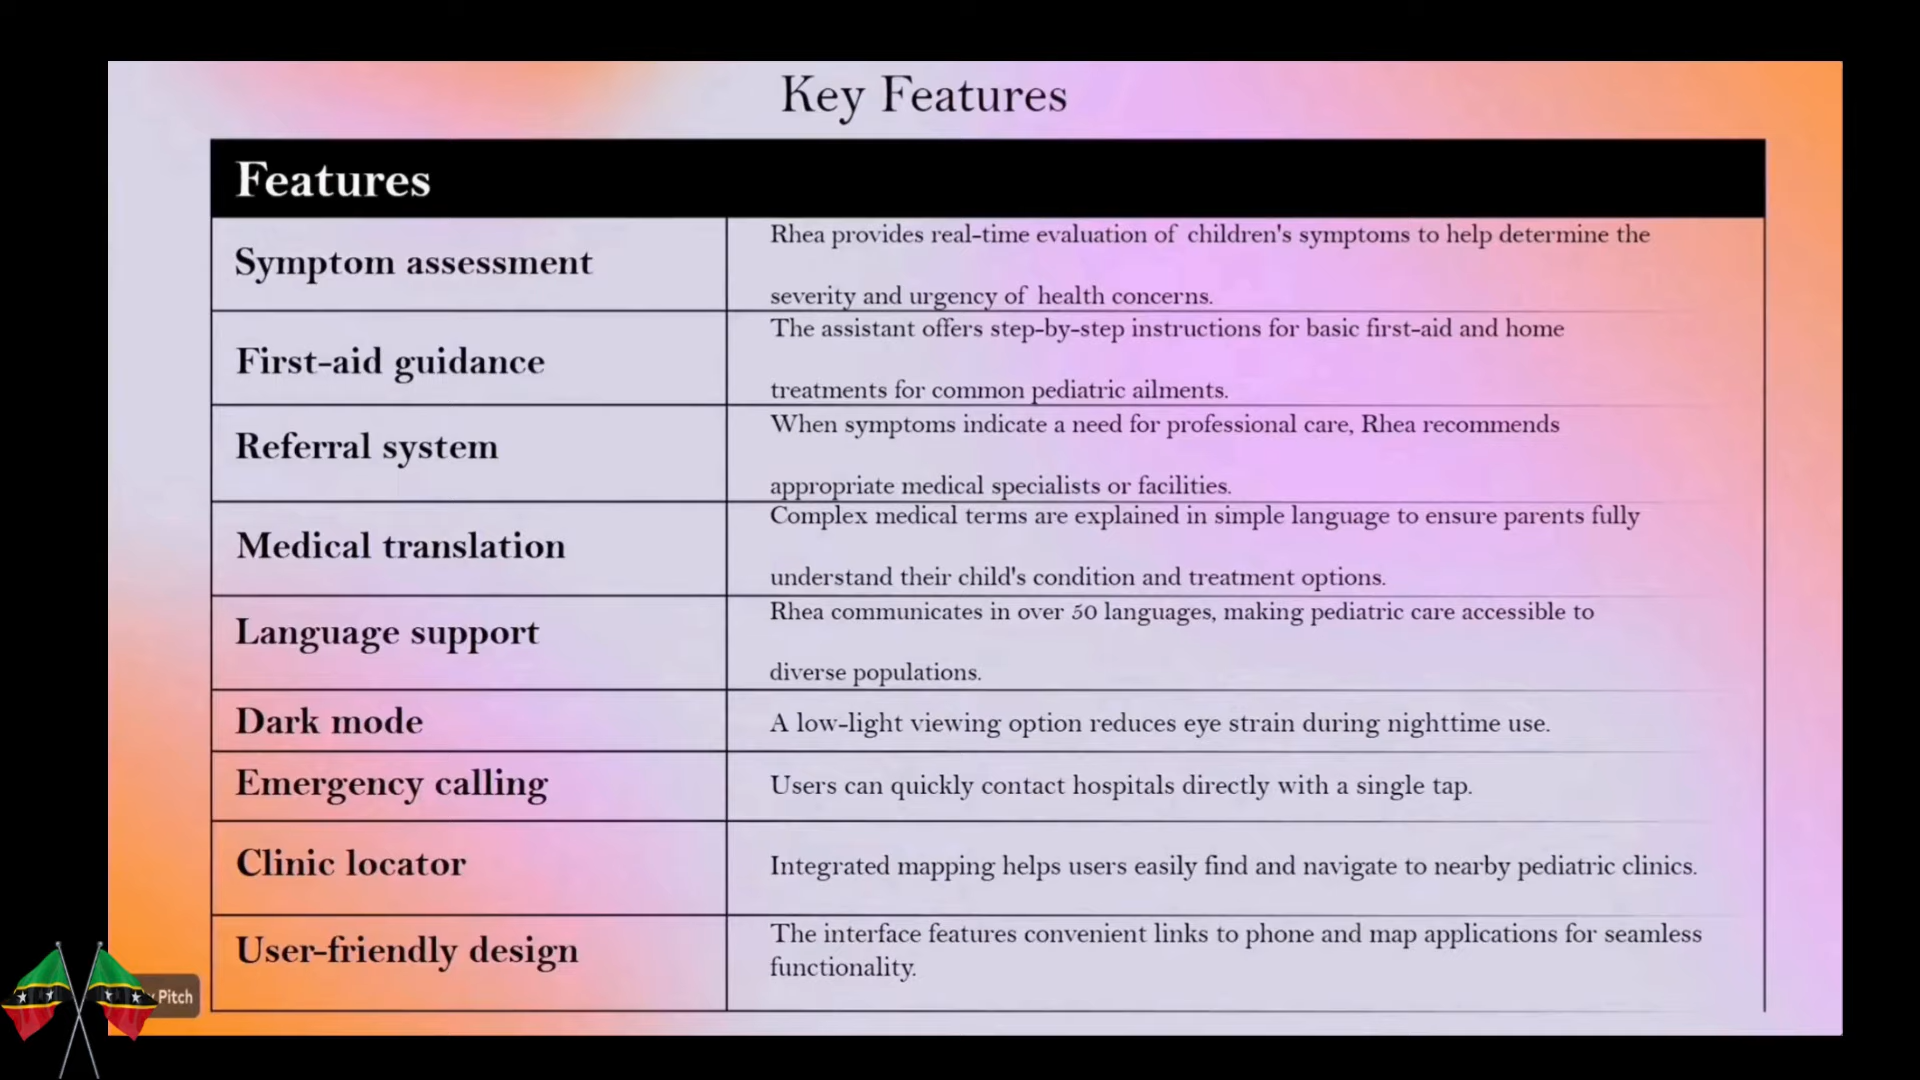 Key Features
Features
Symptom assessment
Rhea provides real-time evaluation of children's symptoms to help determine the
severity and urgency of health concerns.
First-aid guidance
The assistant offers step-by-step instructions for basic first-aid and home
treatments for common pediatric ailments.
Referral system
When symptoms indicate a need for professional care, Rhea recommends
appropriate medical specialists or facilities.
Medical translation
Complex medical terms are explained in simple language to ensure parents fully
understand their child's condition and treatment options.
Language support
Rhea communicates in over 50 languages, making pediatric care accessible to
diverse populations.
Dark mode
A low-light viewing option reduces eye strain during nighttime use.
Emergency calling
Users can quickly contact hospitals directly with a single tap.
Clinic locator
Integrated mapping helps users easily find and navigate to nearby pediatric clinics.
User-friendly design
The interface features convenient links to phone and map applications for seamless
functionality.
Pitch